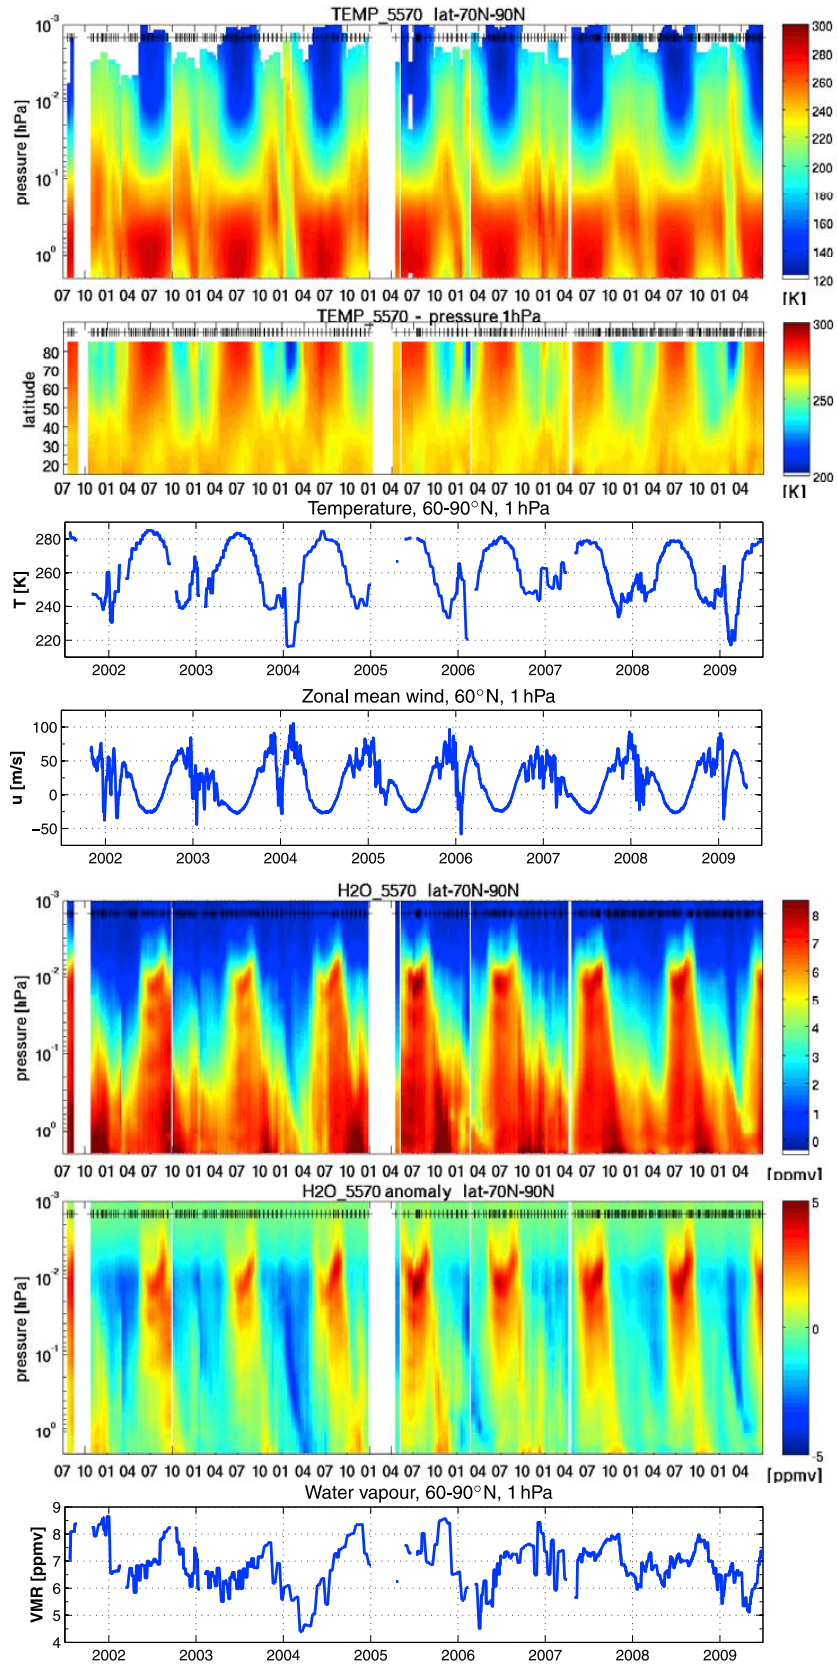 TEMP_5570 lat-70N-90N
10⁻³
10⁻²
10⁻¹
10⁰
pressure [hPa]
300
280
260
240
220
200
180
160
140
120
[K]
07 10 01 04 07 10 01 04 07 10 01 04 07 10 01 04 07 10 01 04 07 10 01 04 07 10 01 04 07 10 01 04
TEMP_5570 - pressure 1hPa
80
70
60
50
40
30
20
latitude
300
250
200
[K]
07 10 01 04 07 10 01 04 07 10 01 04 07 10 01 04 07 10 01 04 07 10 01 04 07 10 01 04 07 10 01 04
Temperature, 60-90°N, 1 hPa
280
260
240
220
T [K]
2002 2003 2004 2005 2006 2007 2008 2009
Zonal mean wind, 60°N, 1 hPa
100
50
0
−50
u [m/s]
2002 2003 2004 2005 2006 2007 2008 2009
H2O_5570 lat-70N-90N
10⁻³
10⁻²
10⁻¹
10⁰
pressure [hPa]
8
7
6
5
4
3
2
1
0
[ppmv]
07 10 01 04 07 10 01 04 07 10 01 04 07 10 01 04 07 10 01 04 07 10 01 04 07 10 01 04 07 10 01 04
H2O_5570 anomaly lat-70N-90N
10⁻³
10⁻²
10⁻¹
10⁰
pressure [hPa]
5
0
-5
[ppmv]
07 10 01 04 07 10 01 04 07 10 01 04 07 10 01 04 07 10 01 04 07 10 01 04 07 10 01 04 07 10 01 04
Water vapour, 60-90°N, 1 hPa
9
8
7
6
5
4
VMR [ppmv]
2002 2003 2004 2005 2006 2007 2008 2009